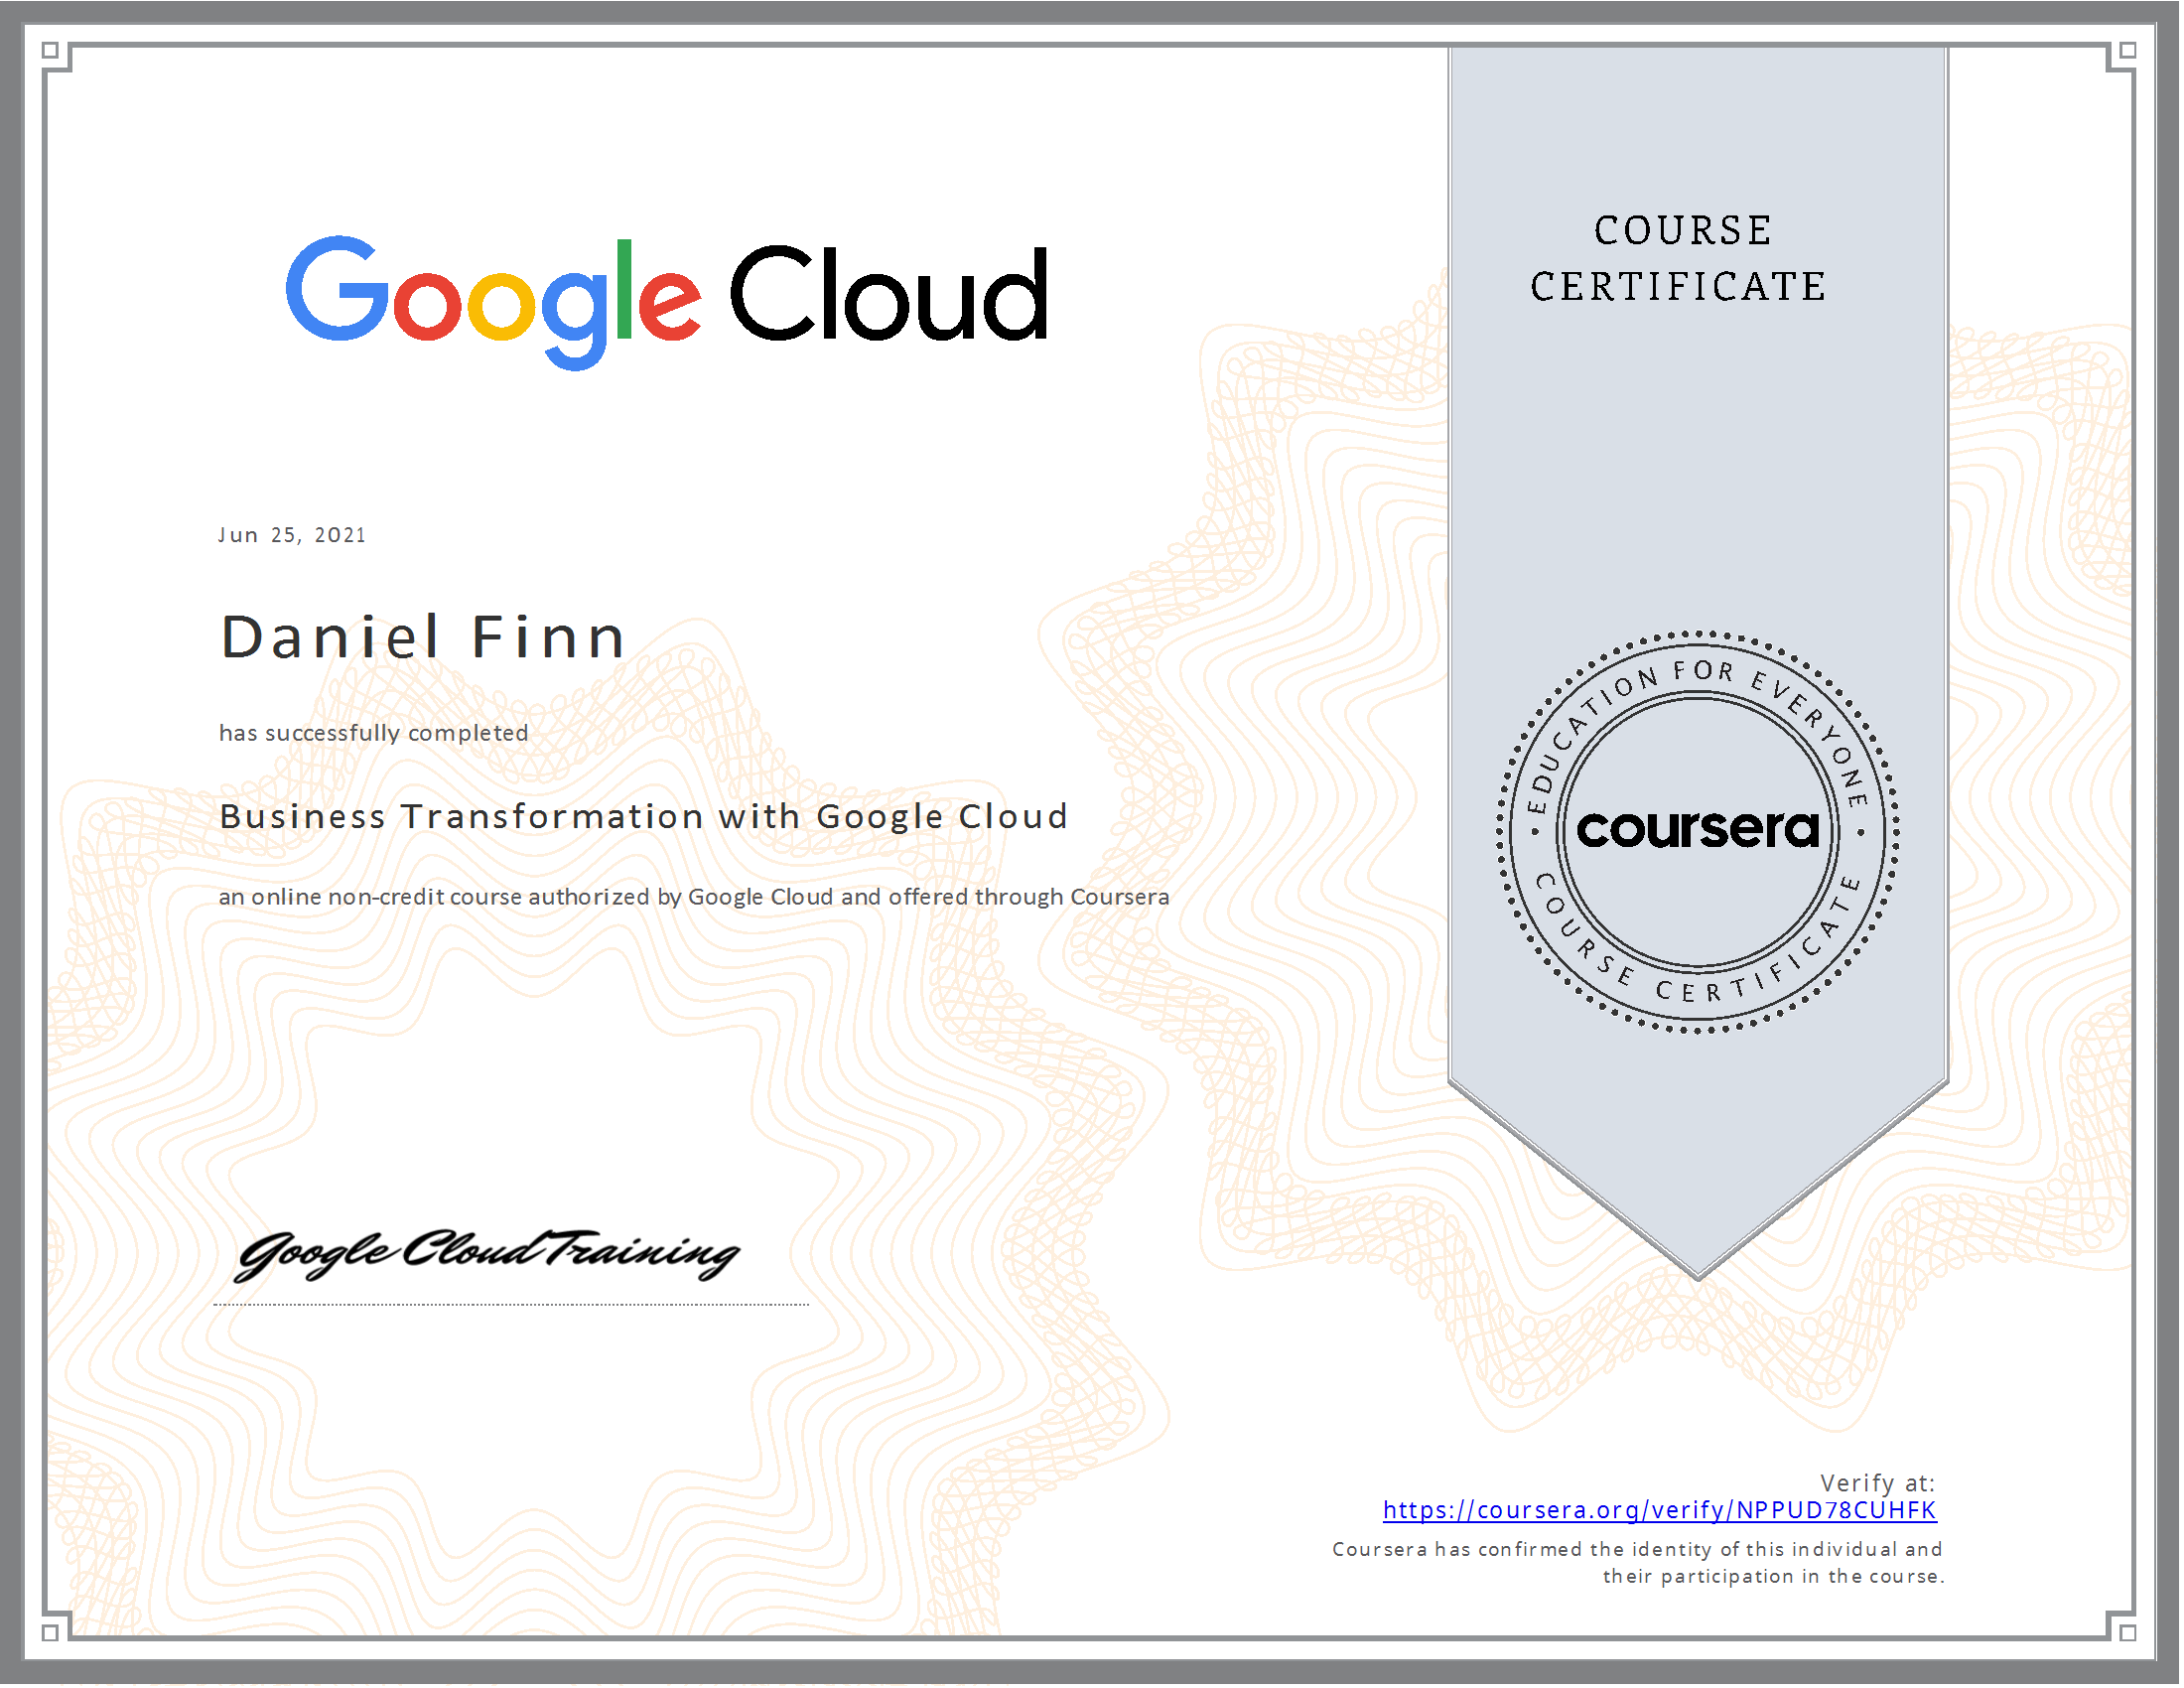 Google Cloud
COURSE
CERTIFICATE
Jun 25, 2021
Daniel Finn
has successfully completed
Business Transformation with Google Cloud
an online non-credit course authorized by Google Cloud and offered through Coursera
EDUCATION FOR EVERYONE
coursera
COURSE CERTIFICATE
Google Cloud Training
Verify at:
https://coursera.org/verify/NPPUD78CUHFK
Coursera has confirmed the identity of this individual and
their participation in the course.